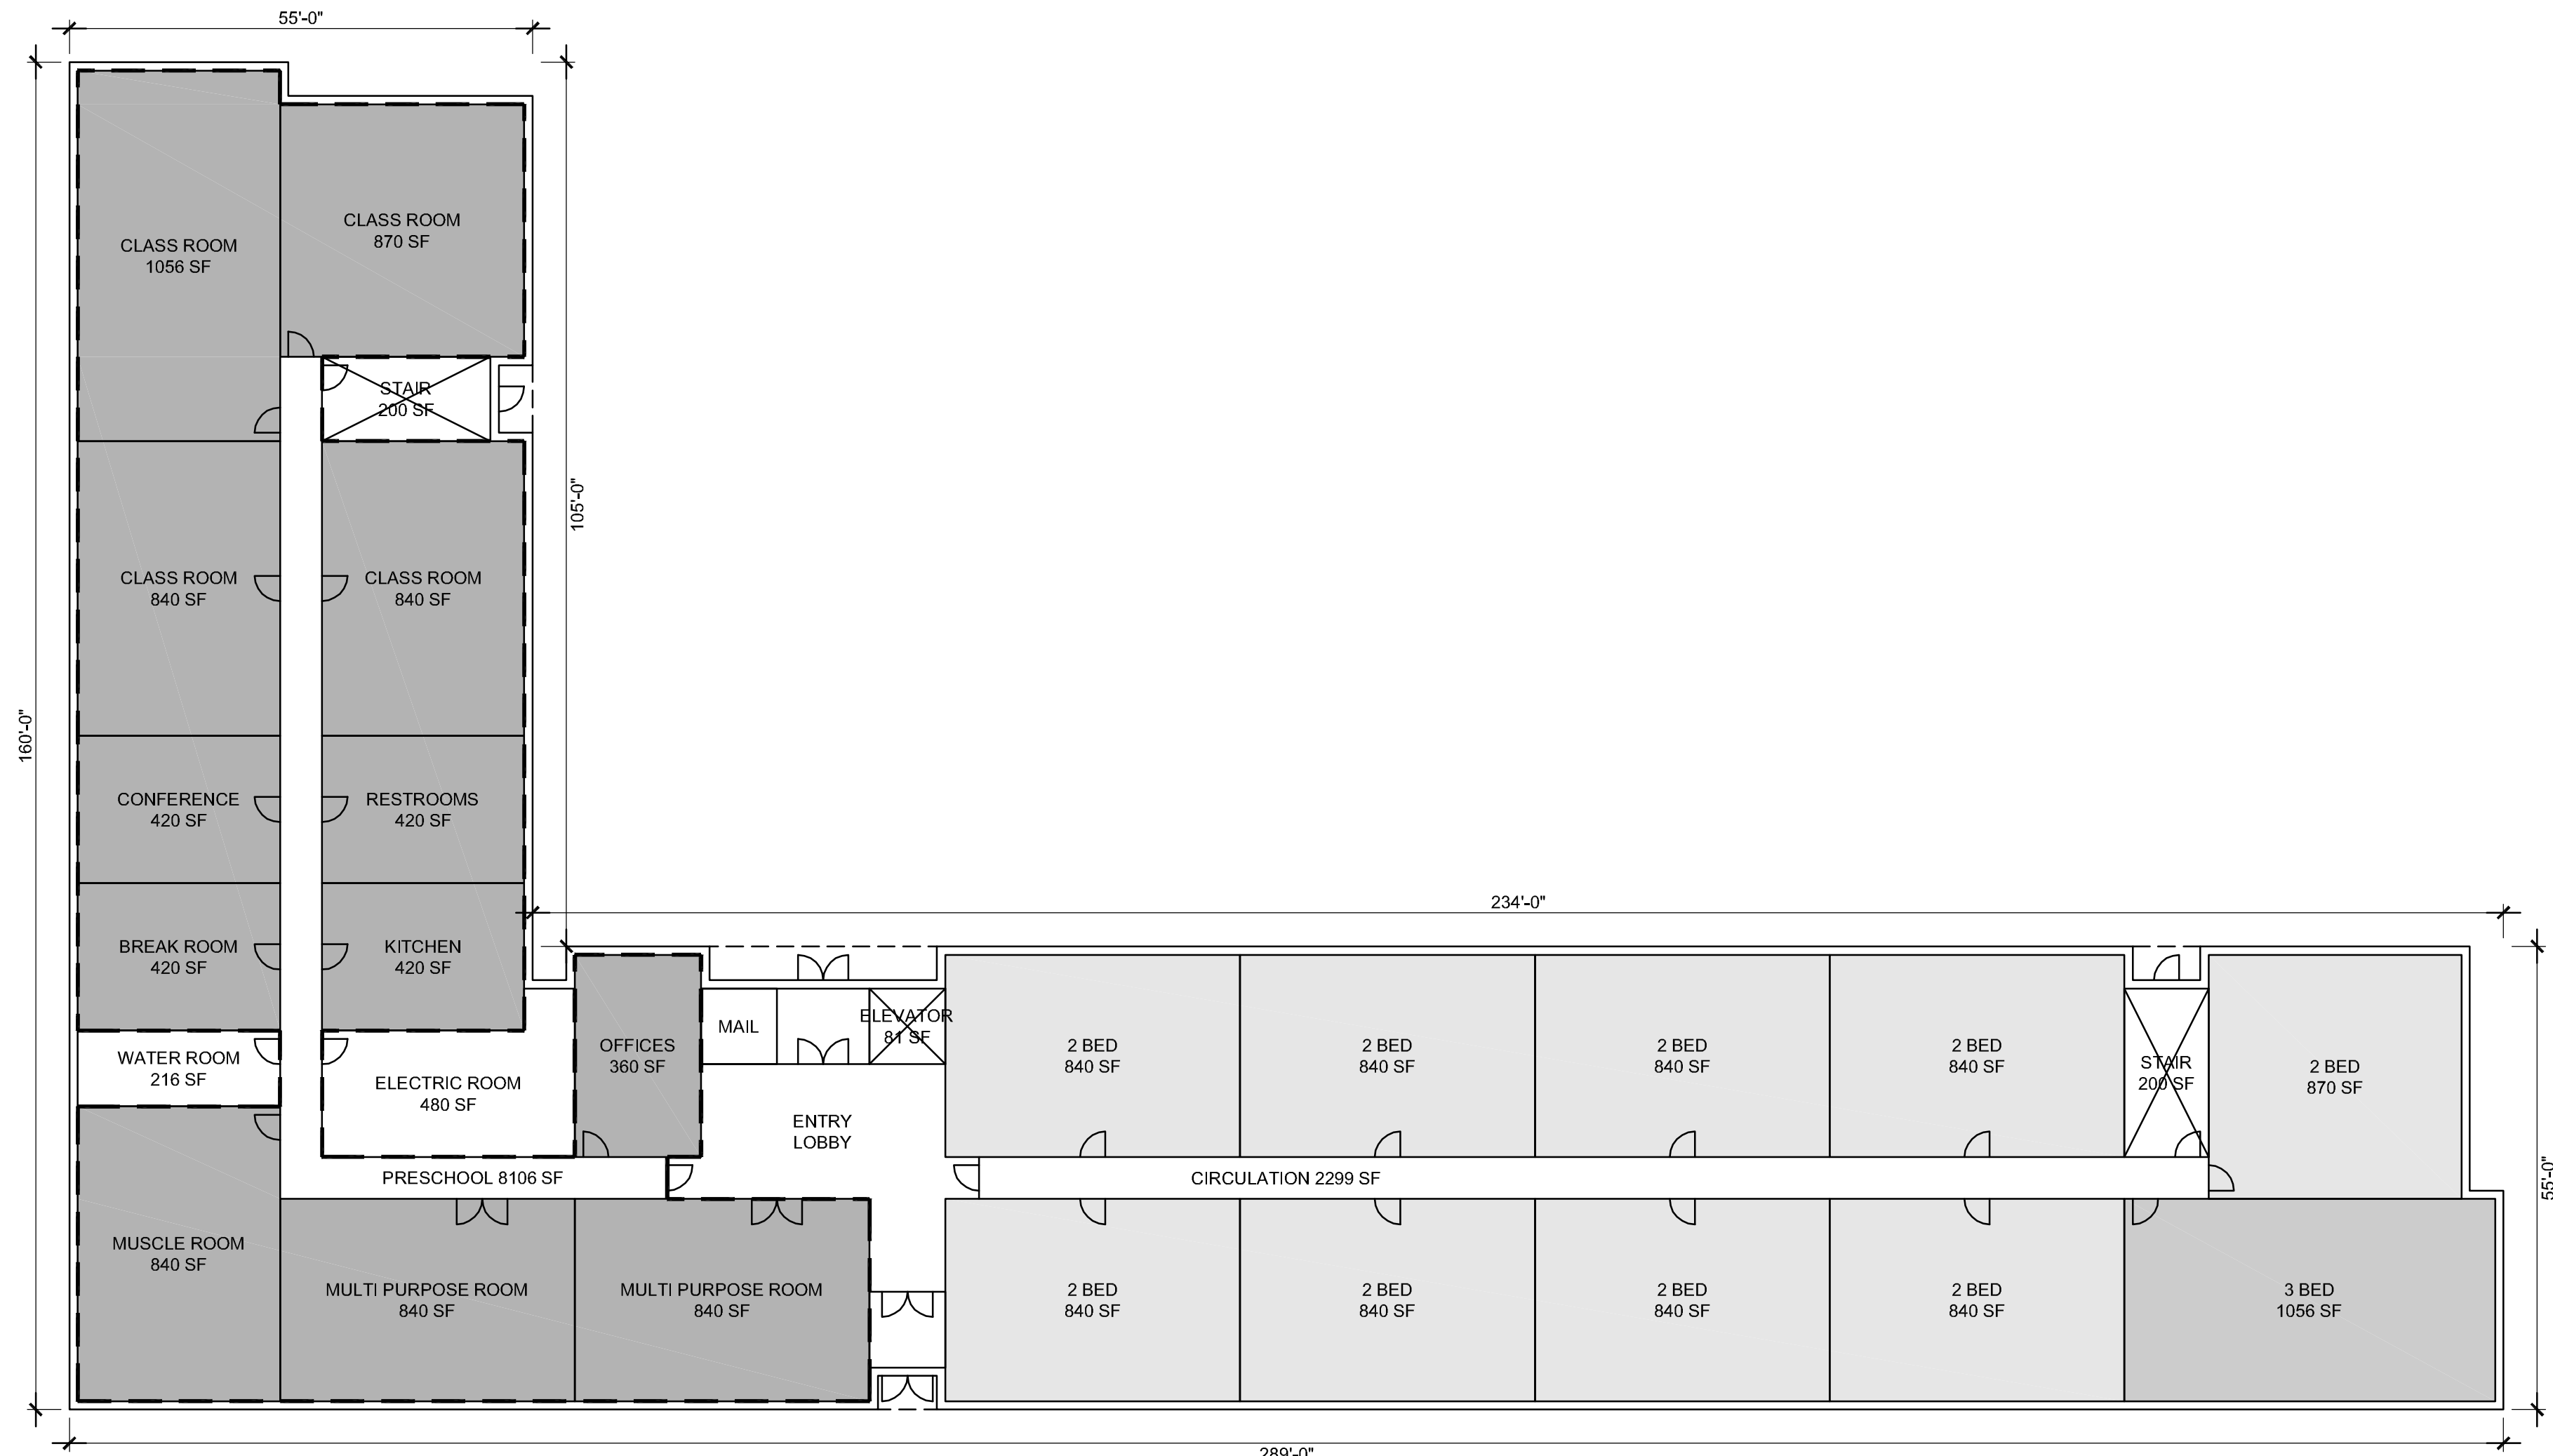 55'-0"
CLASS ROOM
870 SF
CLASS ROOM
1056 SF
STAIR
200 SF
105'-0"
CLASS ROOM
840 SF
CLASS ROOM
840 SF
160'-0"
CONFERENCE
420 SF
RESTROOMS
420 SF
234'-0"
BREAK ROOM
420 SF
KITCHEN
420 SF
WATER ROOM
216 SF
ELECTRIC ROOM
480 SF
OFFICES
360 SF
MAIL
ELEVATOR
81 SF
2 BED
840 SF
2 BED
840 SF
2 BED
840 SF
2 BED
840 SF
STAIR
200 SF
2 BED
870 SF
ENTRY
LOBBY
PRESCHOOL 8106 SF
CIRCULATION 2299 SF
55'-0"
MUSCLE ROOM
840 SF
MULTI PURPOSE ROOM
840 SF
MULTI PURPOSE ROOM
840 SF
2 BED
840 SF
2 BED
840 SF
2 BED
840 SF
2 BED
840 SF
3 BED
1056 SF
289'-0"